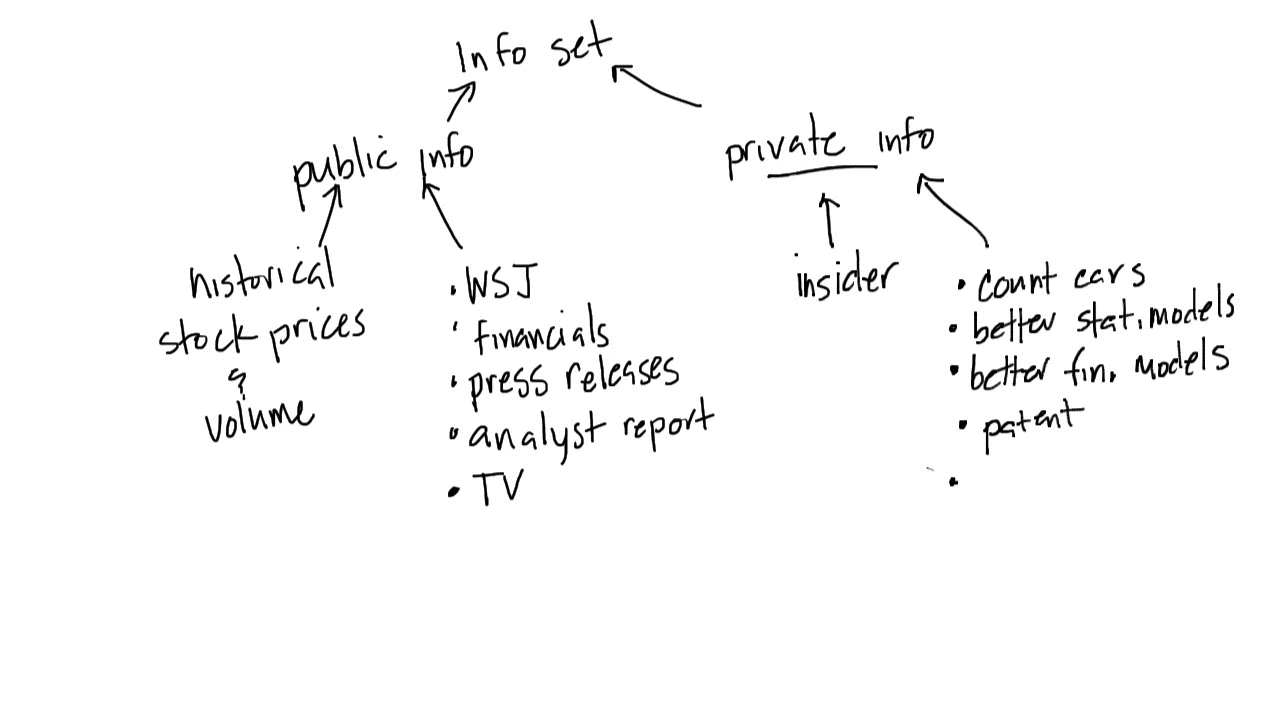 Info set
public info
private info
historical
stock prices
&
volume
• WSJ
• financials
• press releases
• analyst report
• TV
insider
• count cars
• better stat. models
• better fin. models
• patent
•